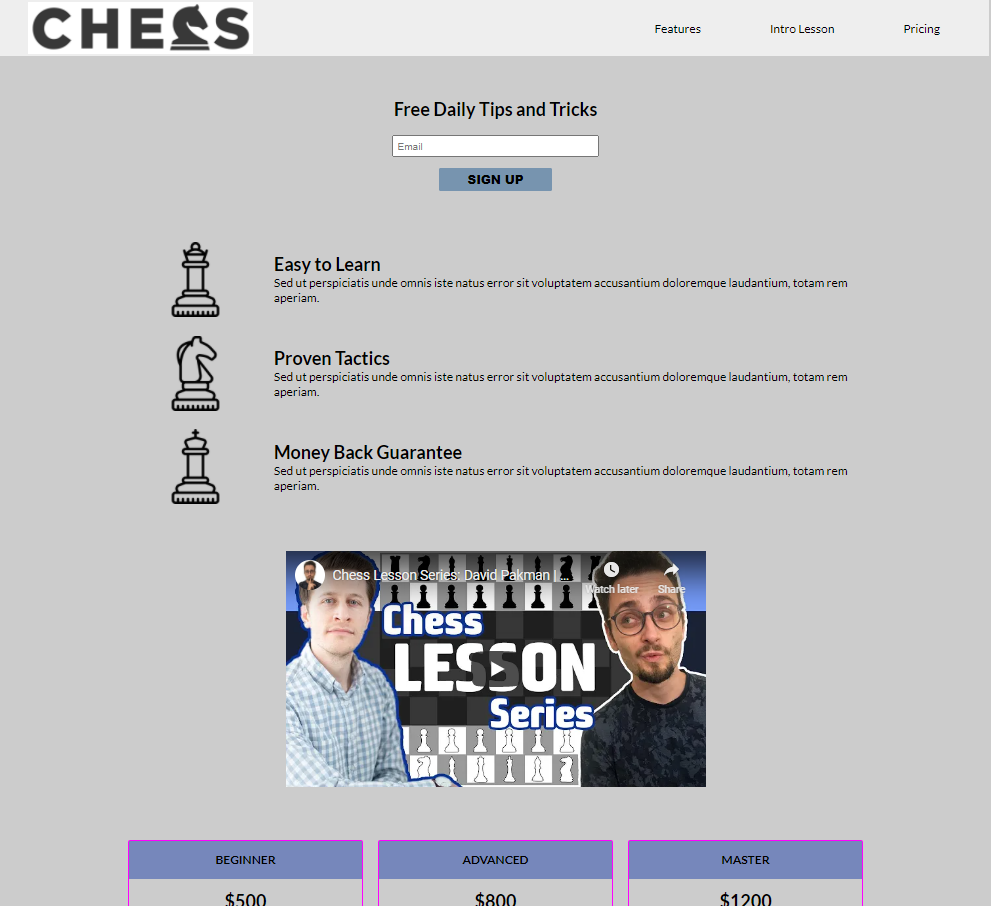 CHESS
Features
Intro Lesson
Pricing
Free Daily Tips and Tricks
Email
SIGN UP
Easy to Learn
Sed ut perspiciatis unde omnis iste natus error sit voluptatem accusantium doloremque laudantium, totam rem
aperiam.
Proven Tactics
Sed ut perspiciatis unde omnis iste natus error sit voluptatem accusantium doloremque laudantium, totam rem
aperiam.
Money Back Guarantee
Sed ut perspiciatis unde omnis iste natus error sit voluptatem accusantium doloremque laudantium, totam rem
aperiam.
Chess Lesson Series: David Pakman | ...
Watch later
Share
Chess
LESSON
Series
BEGINNER
ADVANCED
MASTER
$500
$800
$1200